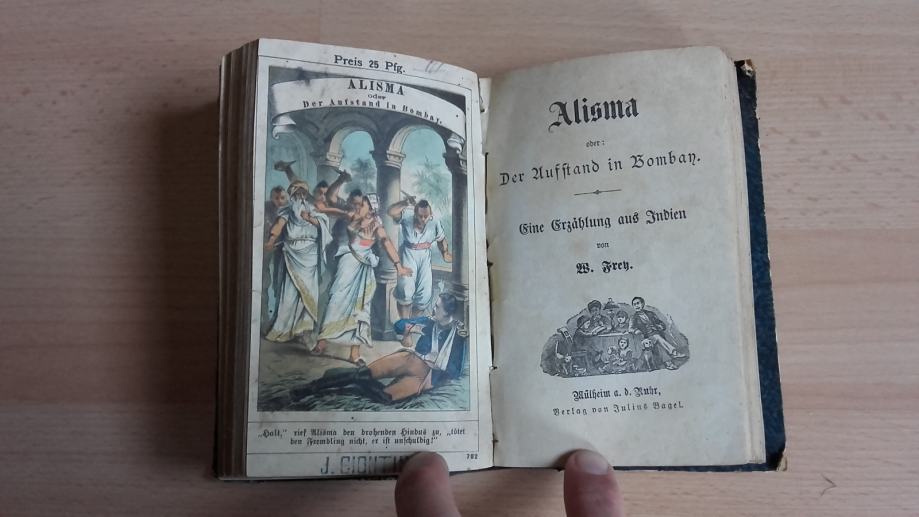 Preis 25 Pfg.
ALISMA
oder
Der Aufstand in Bombay.
„Halt,“ rief Alisma den drohenden Hindus zu, „tötet
den Fremdling nicht, er ist unschuldig!“
782
Alisma
oder:
Der Aufstand in Bombay.
Eine Erzählung aus Indien
von
W. Frey.
Mülheim a. d. Ruhr,
Verlag von Julius Bagel.